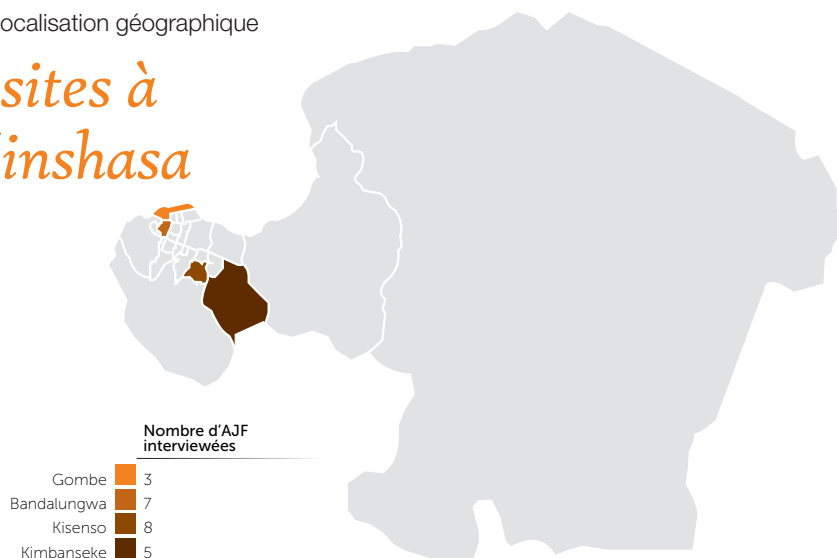 ocalisation géographique
sites à
inshasa
Nombre d'AJF
interviewées
Gombe 3
Bandalungwa 7
Kisenso 8
Kimbanseke 5